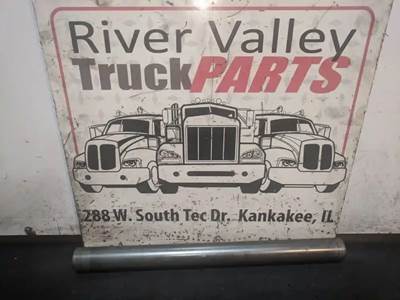 River Valley
TruckPARTS
288 W. South Tec Dr. Kankakee, IL